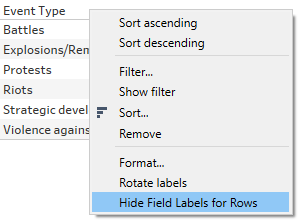 Event Type
Battles
Explosions/Rem
Protests
Riots
Strategic devel
Violence agains
Sort ascending
Sort descending
Filter...
Show filter
Sort...
Remove
Format...
Rotate labels
Hide Field Labels for Rows